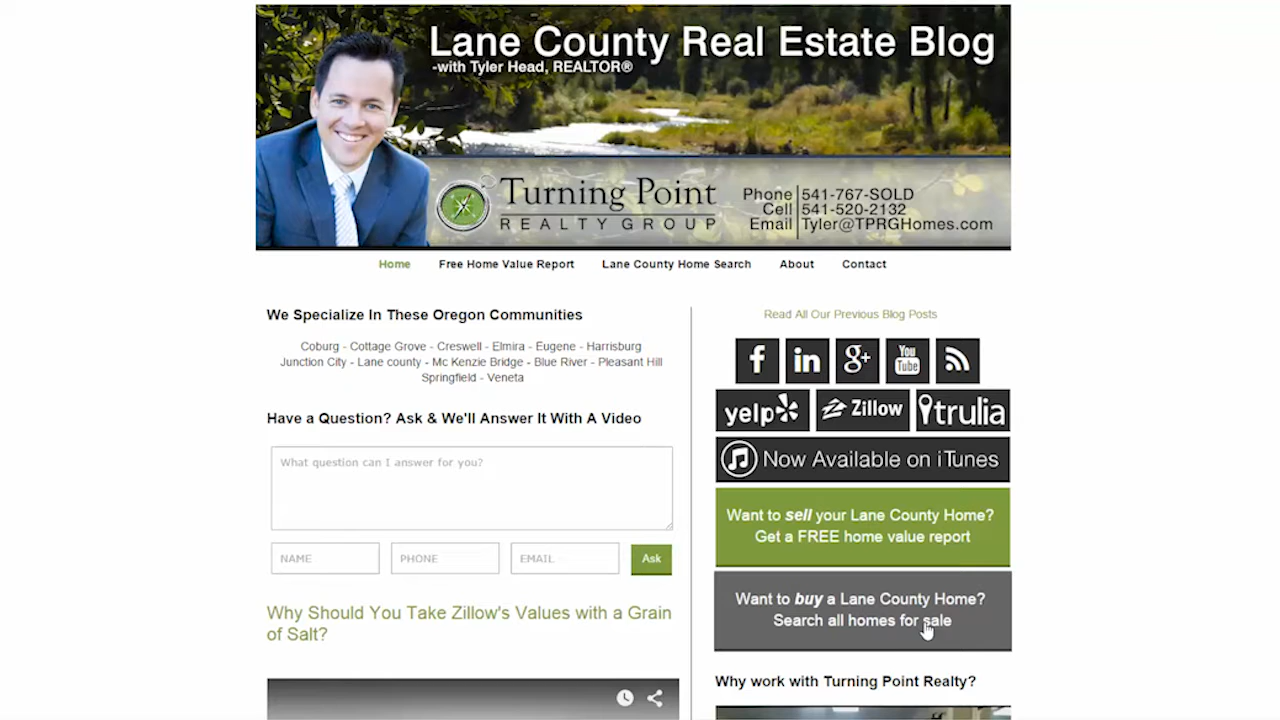 Lane County Real Estate Blog
-with Tyler Head, REALTOR®
Turning Point
REALTY GROUP
Phone 541-767-SOLD
Cell 541-520-2132
Email Tyler@TPRGHomes.com
Home Free Home Value Report Lane County Home Search About Contact
We Specialize In These Oregon Communities
Coburg - Cottage Grove - Creswell - Elmira - Eugene - Harrisburg
Junction City - Lane county - Mc Kenzie Bridge - Blue River - Pleasant Hill
Springfield - Veneta
Have a Question? Ask & We'll Answer It With A Video
What question can I answer for you?
NAME PHONE EMAIL Ask
Why Should You Take Zillow's Values with a Grain
of Salt?
Read All Our Previous Blog Posts
f in g+ You Tube
yelp Zillow trulia
Now Available on iTunes
Want to sell your Lane County Home?
Get a FREE home value report
Want to buy a Lane County Home?
Search all homes for sale
Why work with Turning Point Realty?